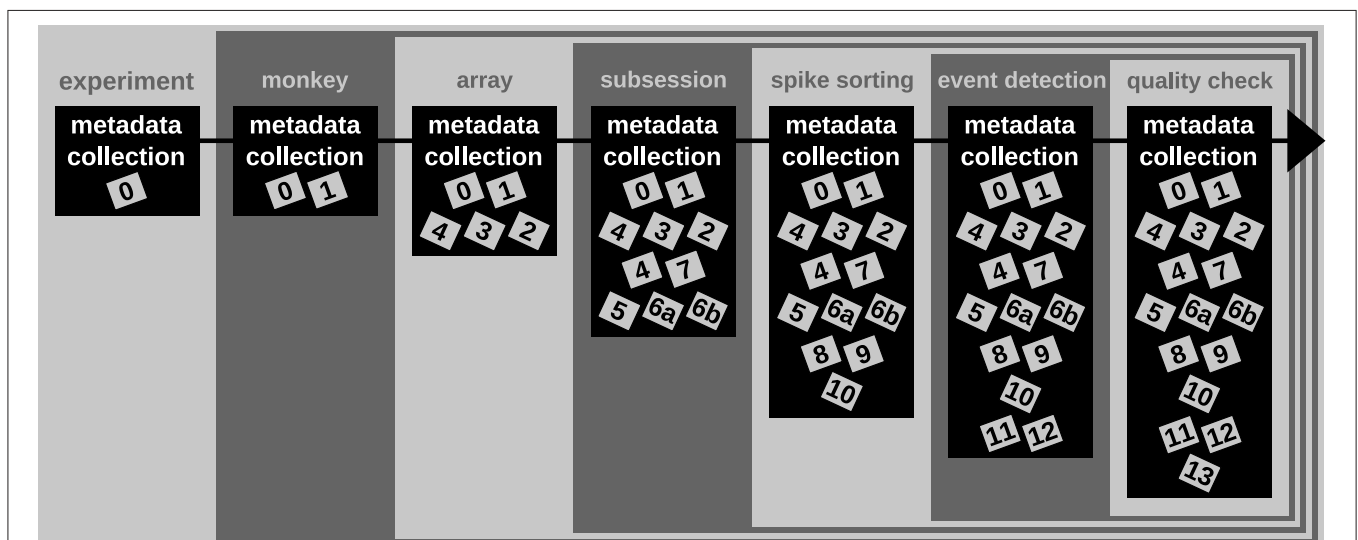 experiment
metadata
collection
0
monkey
metadata
collection
0 1
array
metadata
collection
0 1
4 3 2
subsession
metadata
collection
0 1
4 3 2
4 7
5 6a 6b
spike sorting
metadata
collection
0 1
4 3 2
4 7
5 6a 6b
8 9
10
event detection
metadata
collection
0 1
4 3 2
4 7
5 6a 6b
8 9
10
11 12
quality check
metadata
collection
0 1
4 3 2
4 7
5 6a 6b
8 9
10
11 12
13